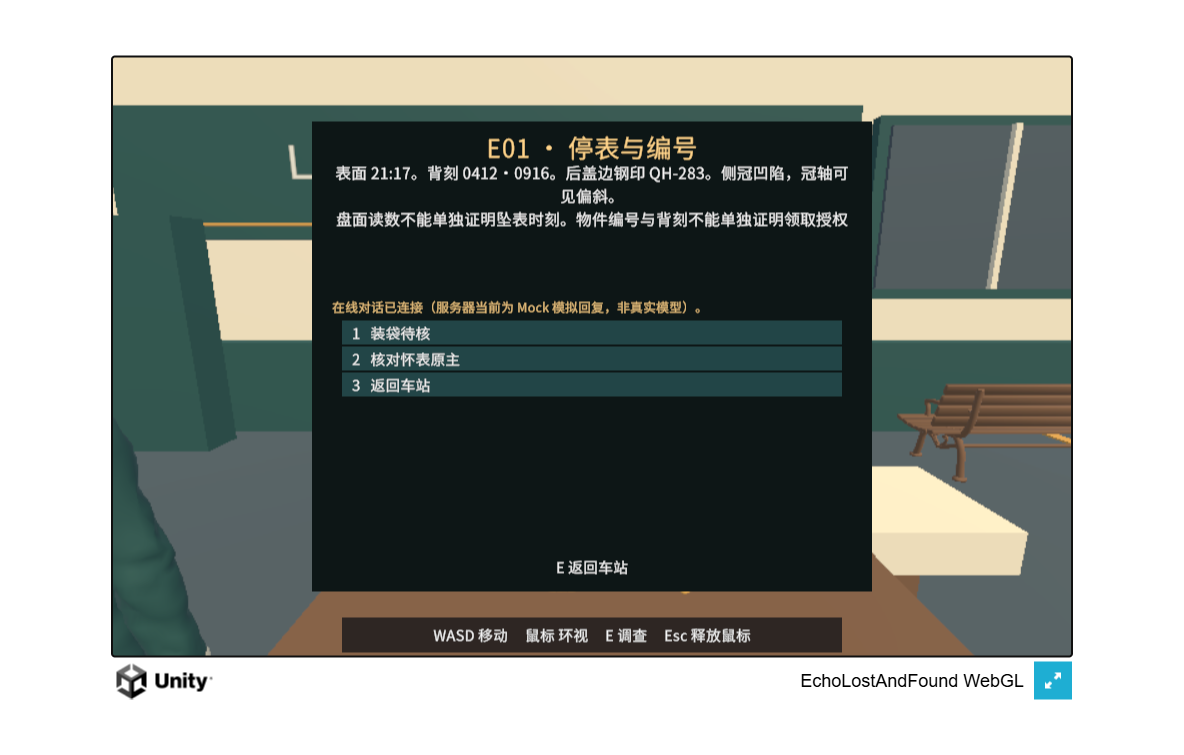 E01 · 停表与编号
表面 21:17。背刻 0412·0916。后盖边钢印 QH-283。侧冠凹陷，冠轴可
见偏斜。
盘面读数不能单独证明坠表时刻。物件编号与背刻不能单独证明领取授权
在线对话已连接（服务器当前为 Mock 模拟回复，非真实模型）。
1 装袋待核
2 核对怀表原主
3 返回车站
E 返回车站
WASD 移动 鼠标 环视 E 调查 Esc 释放鼠标
Unity
EchoLostAndFound WebGL